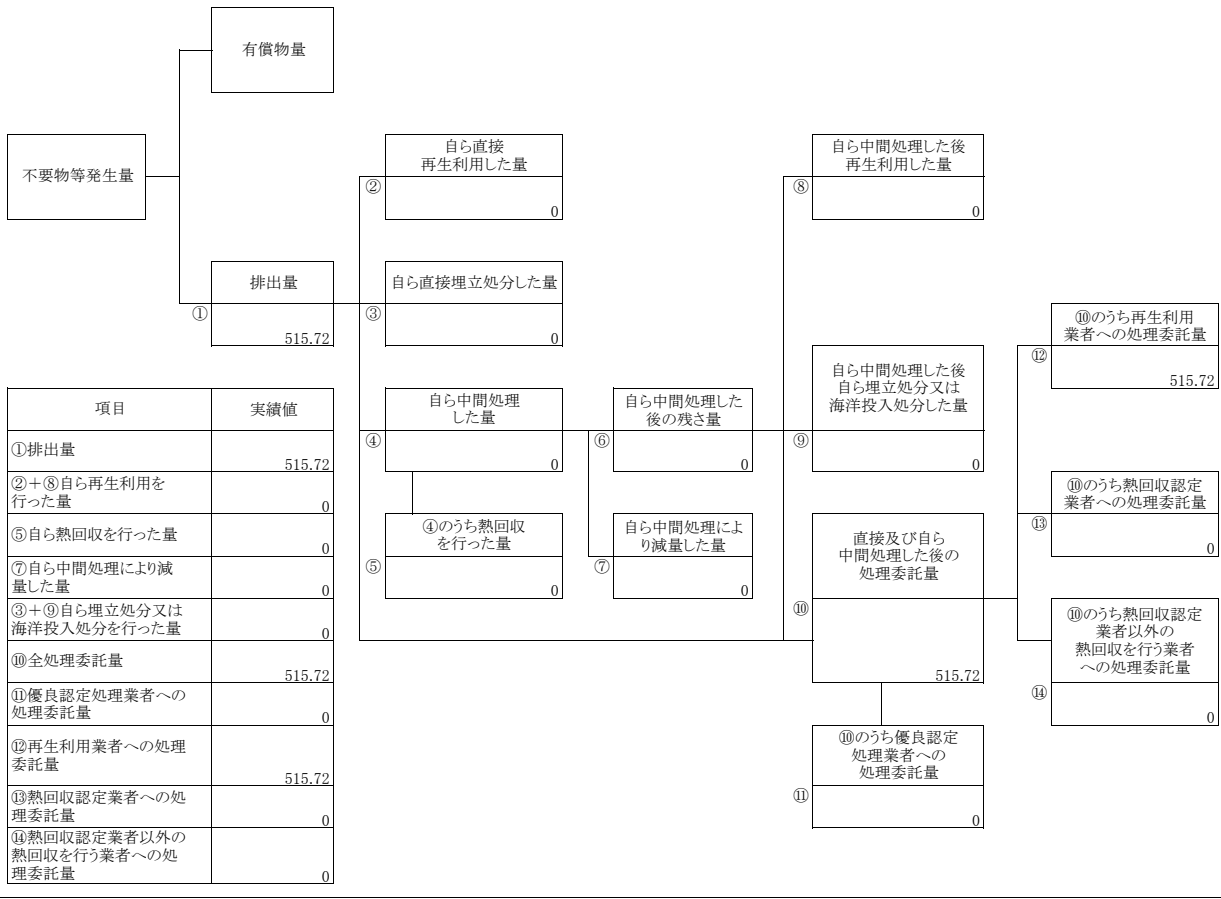 有償物量
不要物等発生量
自ら直接
再生利用した量
②
0
自ら中間処理した後
再生利用した量
⑧
0
排出量
①
515.72
自ら直接埋立処分した量
③
0
⑩のうち再生利用
業者への処理委託量
⑫
515.72
自ら中間処理
した量
④
0
自ら中間処理した
後の残さ量
⑥
0
自ら中間処理した後
自ら埋立処分又は
海洋投入処分した量
⑨
0
⑩のうち熱回収認定
業者への処理委託量
⑬
0
④のうち熱回収
を行った量
⑤
0
自ら中間処理によ
り減量した量
⑦
0
直接及び自ら
中間処理した後の
処理委託量
⑩
515.72
⑩のうち熱回収認定
業者以外の
熱回収を行う業者
への処理委託量
⑭
0
⑩のうち優良認定
処理業者への
処理委託量
⑪
0
項目
実績値
①排出量
515.72
②＋⑧自ら再生利用を
行った量
0
⑤自ら熱回収を行った量
0
⑦自ら中間処理により減
量した量
0
③＋⑨自ら埋立処分又は
海洋投入処分を行った量
0
⑩全処理委託量
515.72
⑪優良認定処理業者への
処理委託量
0
⑫再生利用業者への処理
委託量
515.72
⑬熱回収認定業者への処
理委託量
0
⑭熱回収認定業者以外の
熱回収を行う業者への処
理委託量
0